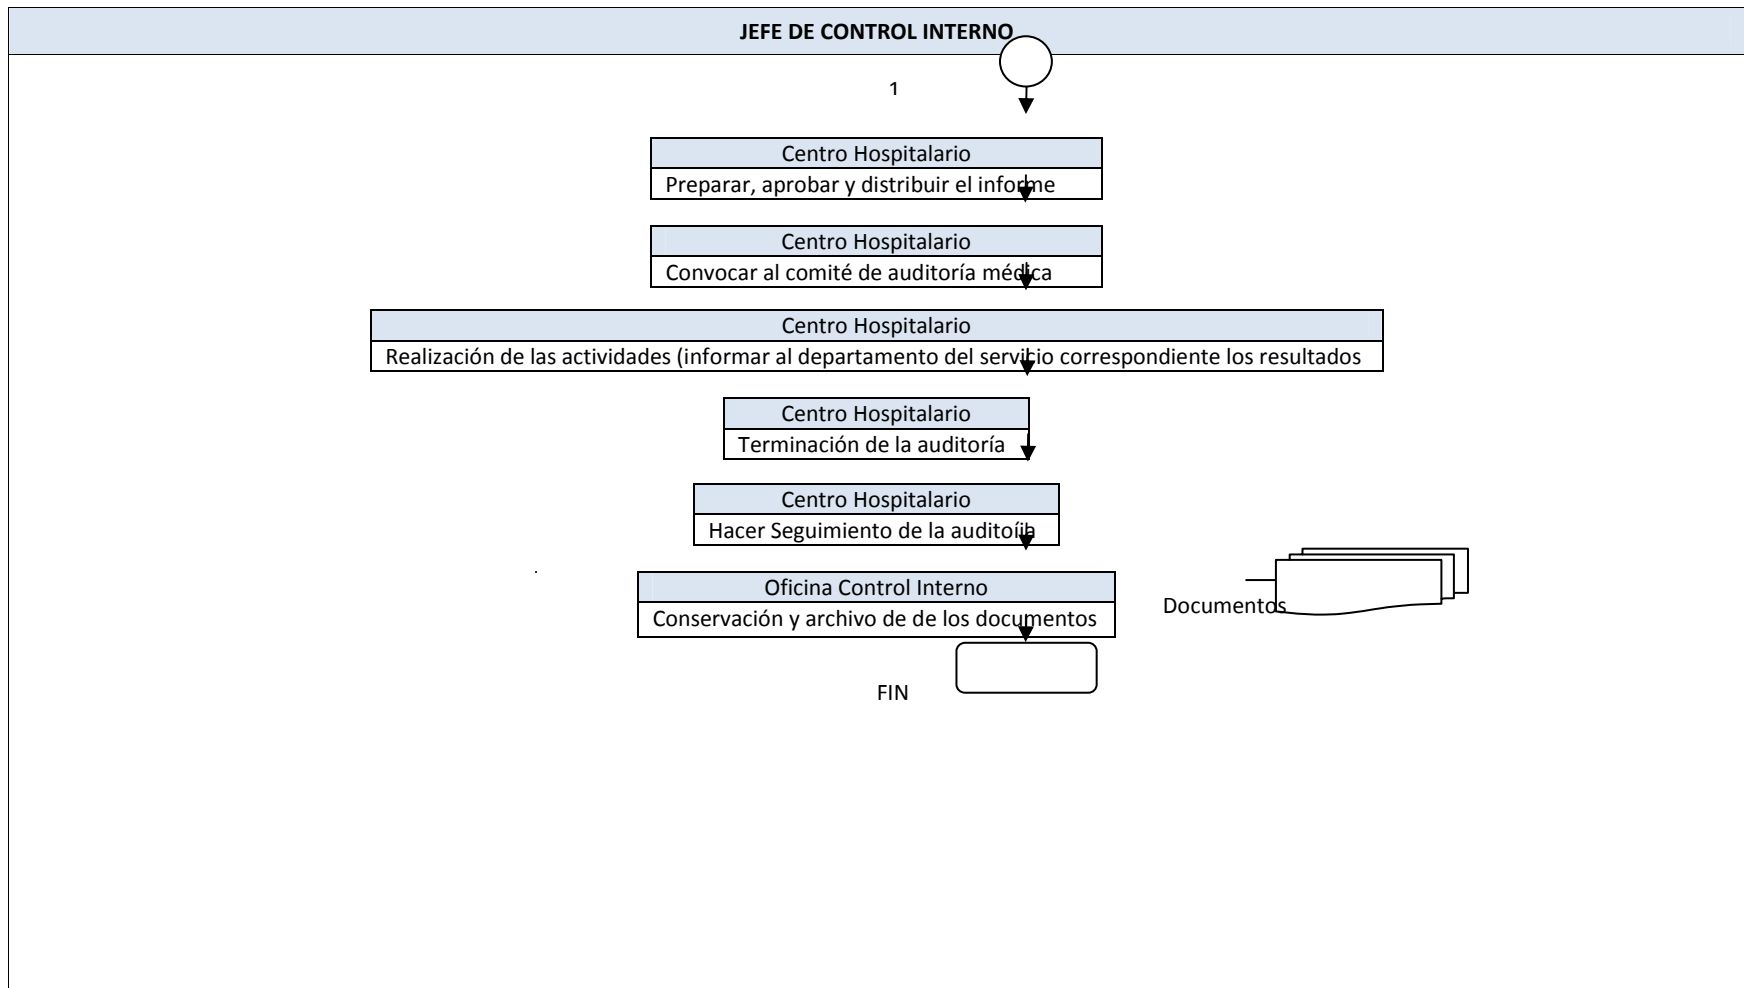 JEFE DE CONTROL INTERNO
1
Centro Hospitalario
Preparar, aprobar y distribuir el informe
Centro Hospitalario
Convocar al comité de auditoría médica
Centro Hospitalario
Realización de las actividades (informar al departamento del servicio correspondiente los resultados
Centro Hospitalario
Terminación de la auditoría
Centro Hospitalario
Hacer Seguimiento de la auditoría
Oficina Control Interno
Conservación y archivo de de los documentos
Documentos
FIN